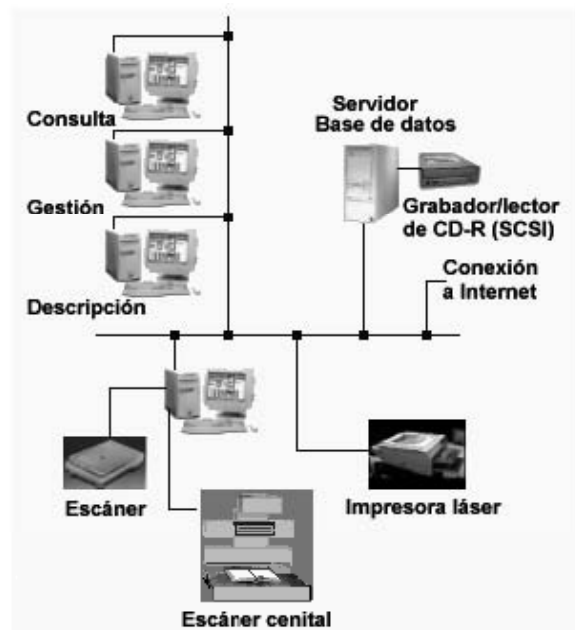 Consulta
Gestión
Descripción
Servidor
Base de datos
Grabador/lector
de CD-R (SCSI)
Conexión
a Internet
Escáner
Impresora láser
Escáner cenital